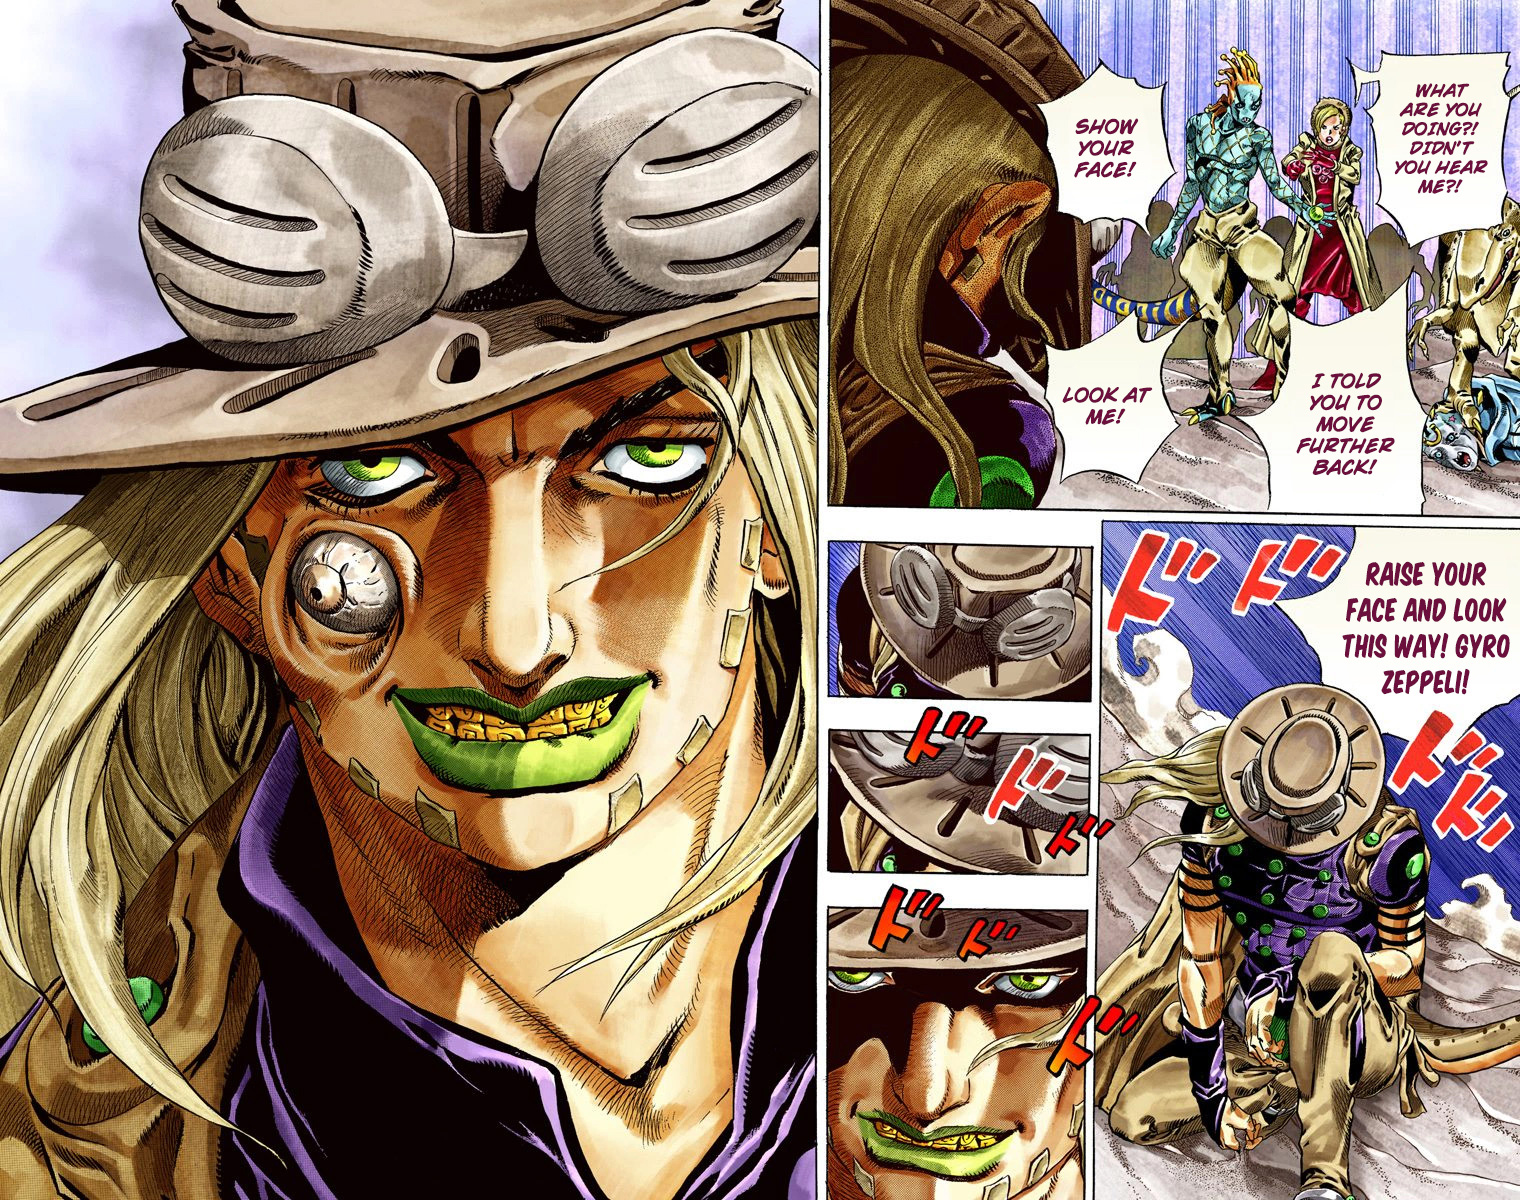 WHAT
ARE YOU
DOING?!
DIDN'T
YOU HEAR
ME?!
SHOW
YOUR
FACE!
I TOLD
YOU TO
MOVE
FURTHER
BACK!
LOOK AT
ME!
RAISE YOUR
FACE AND LOOK
THIS WAY! GYRO
ZEPPELI!
ドド
ドド
ドドド
ドドド
ドド
ド